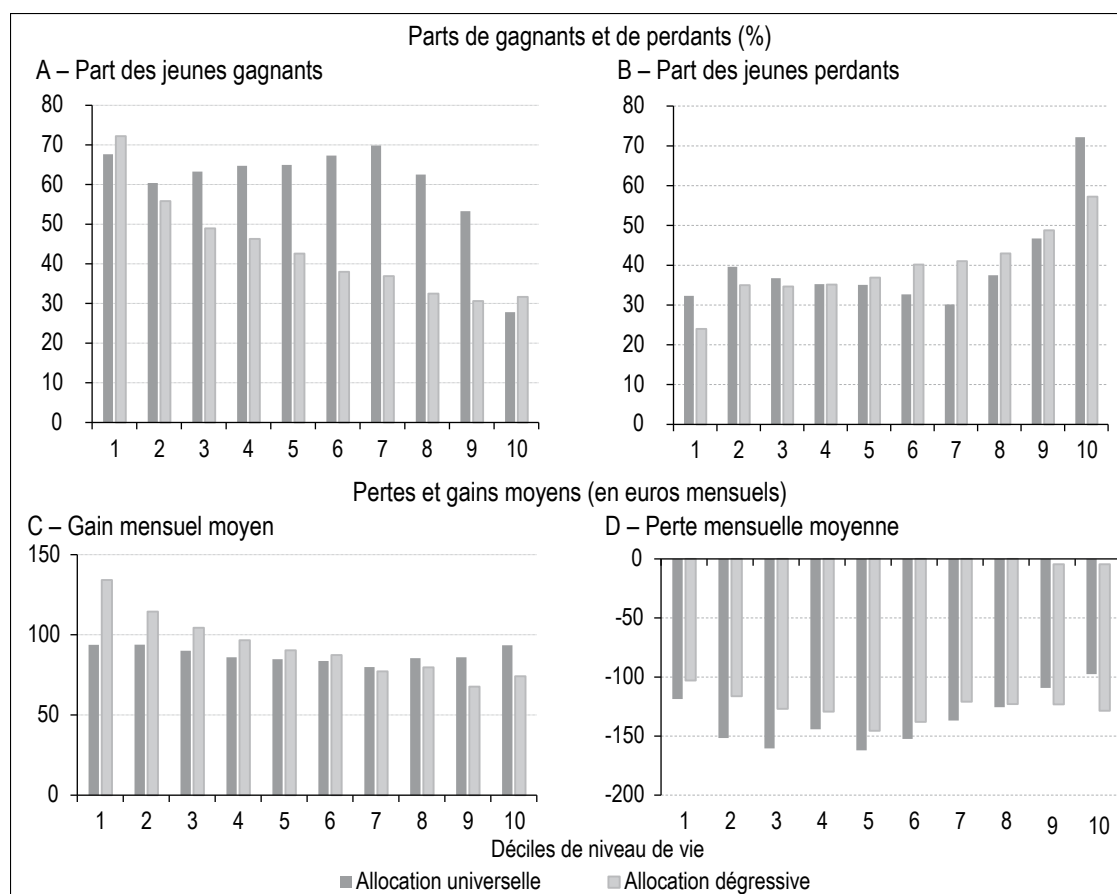 Parts de gagnants et de perdants (%)
A – Part des jeunes gagnants
80
70
60
50
40
30
20
10
0
1 2 3 4 5 6 7 8 9 10
B – Part des jeunes perdants
80
70
60
50
40
30
20
10
0
1 2 3 4 5 6 7 8 9 10
Pertes et gains moyens (en euros mensuels)
C – Gain mensuel moyen
150
100
50
0
1 2 3 4 5 6 7 8 9 10
D – Perte mensuelle moyenne
0
-50
-100
-150
-200
1 2 3 4 5 6 7 8 9 10
Déciles de niveau de vie
Allocation universelle Allocation dégressive